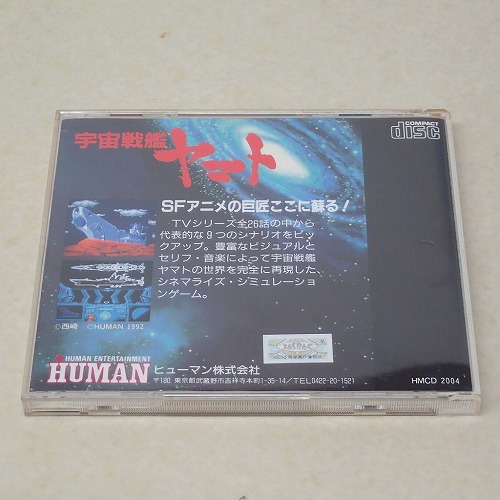 宇宙戦艦
ヤマト
COMPACT
disc
SFアニメの巨匠ここに蘇る!
TVシリーズ全26話の中から
代表的な9つのシナリオをピッ
クアップ。豊富なビジュアルと
セリフ・音楽によって宇宙戦艦
ヤマトの世界を完全に再現した、
シネマライズ・シミュレーショ
ンゲーム。
©西崎 ©HUMAN 1992
HUMAN ENTERTAINMENT
HUMAN
ヒューマン株式会社
〒180 東京都武蔵野市吉祥寺本町1-35-14/TEL0422-20-1521
HMCD 2004